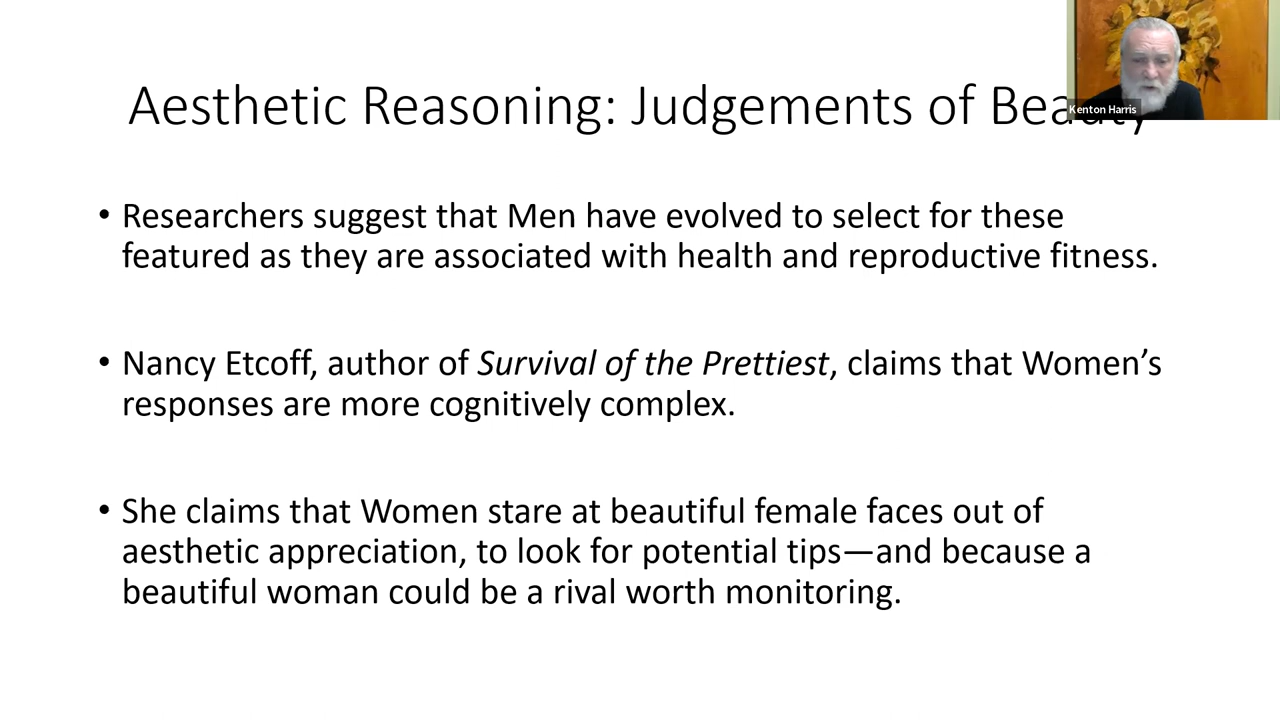 Aesthetic Reasoning: Judgements of Beauty
Kenton Harris
• Researchers suggest that Men have evolved to select for these
featured as they are associated with health and reproductive fitness.
• Nancy Etcoff, author of Survival of the Prettiest, claims that Women’s
responses are more cognitively complex.
• She claims that Women stare at beautiful female faces out of
aesthetic appreciation, to look for potential tips—and because a
beautiful woman could be a rival worth monitoring.